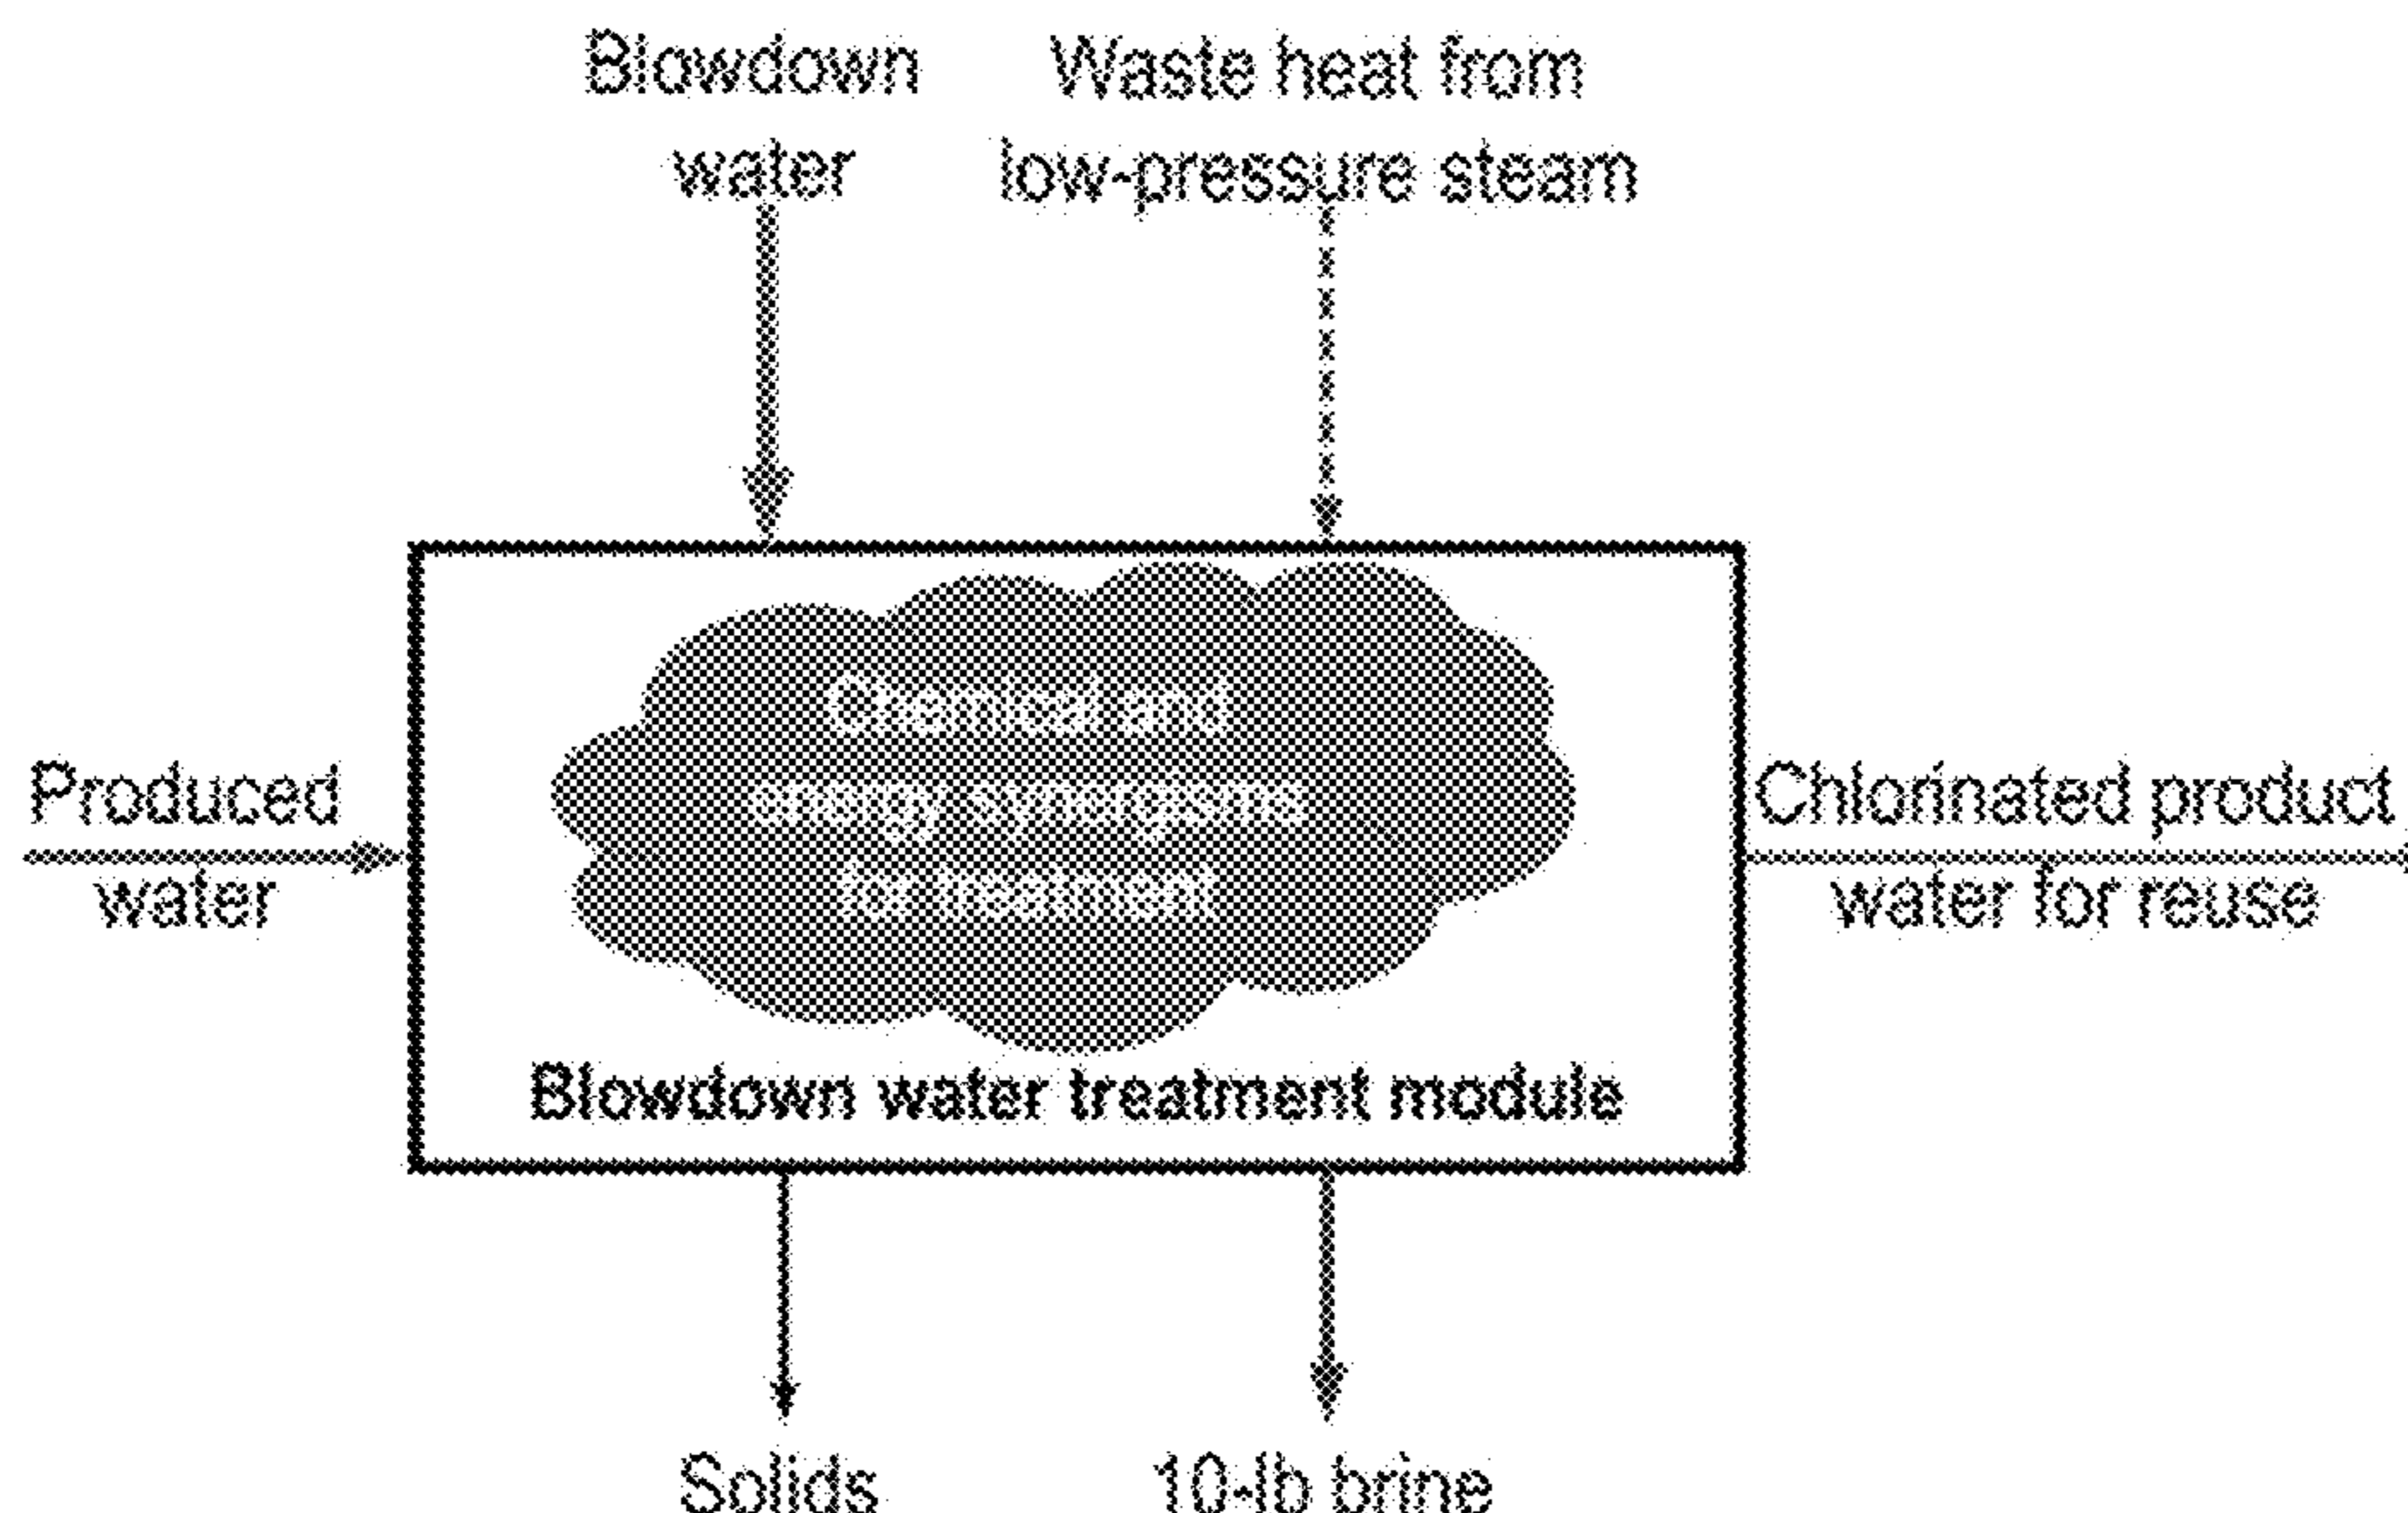 Blowdown
water
Waste heat from
low-pressure steam
Chemical and
energy synergisms
for treatment
Produced
water
Chlorinated product
water for reuse
Blowdown water treatment module
Solids
10-lb brine